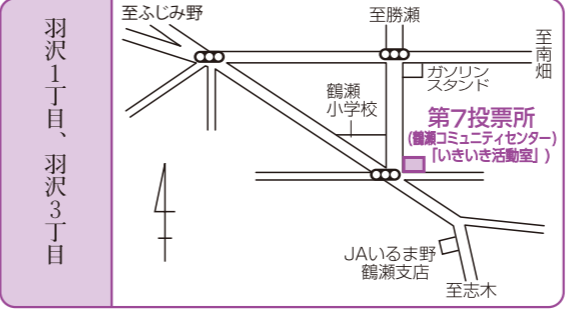 羽沢1丁目、羽沢3丁目
至ふじみ野
至勝瀬
至南畑
ガソリン
スタンド
鶴瀬
小学校
第7投票所
(鶴瀬コミュニティセンター)
「いきいき活動室」)
JAいるま野
鶴瀬支店
至志木